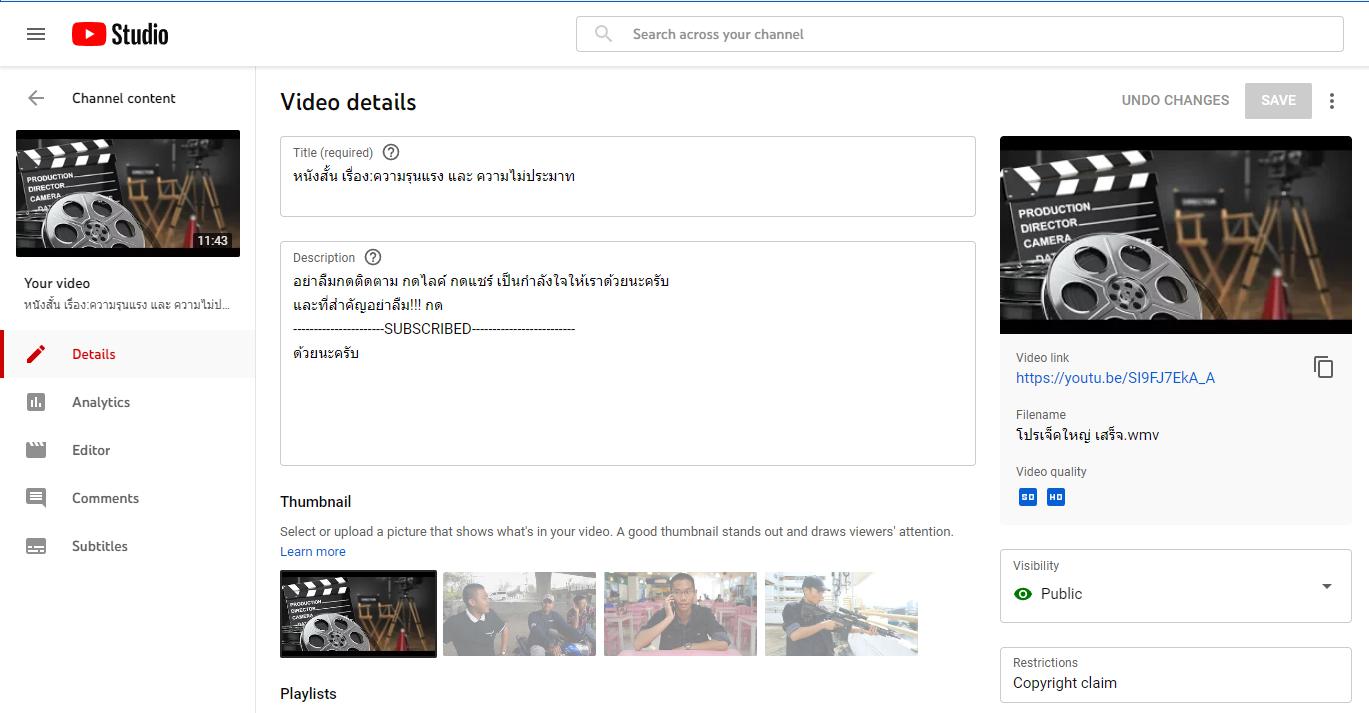 Studio
Search across your channel
Channel content
Video details
UNDO CHANGES
SAVE
PRODUCTION
DIRECTOR
CAMERA
11:43
Your video
หนังสั้น เรื่อง:ความรุนแรง และ ความไม่ป...
Details
Analytics
Editor
Comments
Subtitles
Title (required)
หนังสั้น เรื่อง:ความรุนแรง และ ความไม่ประมาท
Description
อย่าลืมกดติดตาม กดไลค์ กดแชร์ เป็นกำลังใจให้เราด้วยนะครับ
และที่สำคัญอย่าลืม!!! กด
----------------------SUBSCRIBED-------------------------
ด้วยนะครับ
Thumbnail
Select or upload a picture that shows what's in your video. A good thumbnail stands out and draws viewers' attention.
Learn more
PRODUCTION
DIRECTOR
CAMERA
Playlists
PRODUCTION
DIRECTOR
CAMERA
DIRECTOR
Video link
https://youtu.be/SI9FJ7EkA_A
Filename
โปรเจ็คใหญ่ เสร็จ.wmv
Video quality
SD HD
Visibility
Public
Restrictions
Copyright claim